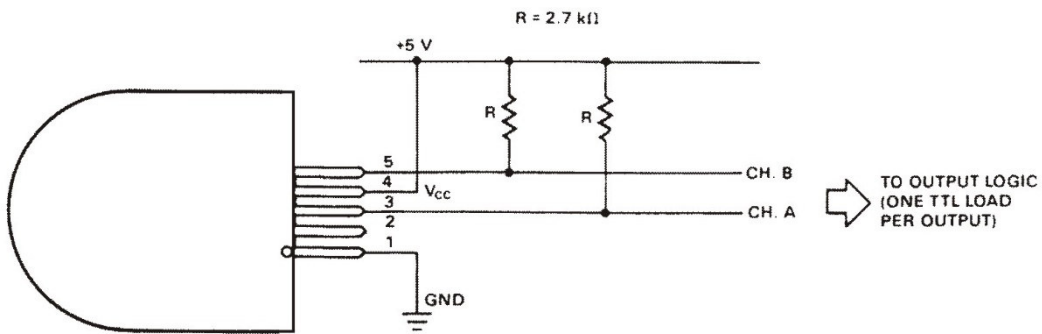 R = 2.7 kΩ
+5 V
R
R
5
CH. B
4
V_CC
3
CH. A
2
1
GND
TO OUTPUT LOGIC
(ONE TTL LOAD
PER OUTPUT)